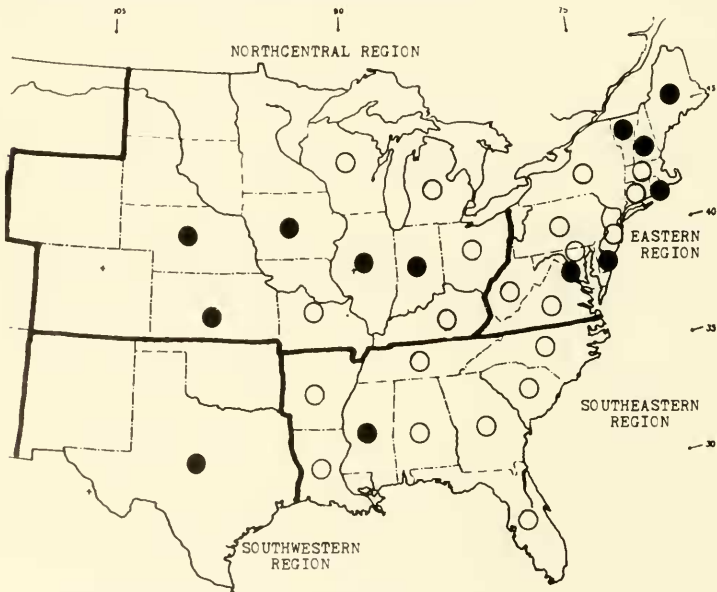 105
90
75
NORTHCENTRAL REGION
45
40
EASTERN
REGION
35
SOUTHEASTERN
REGION
30
SOUTHWESTERN
REGION